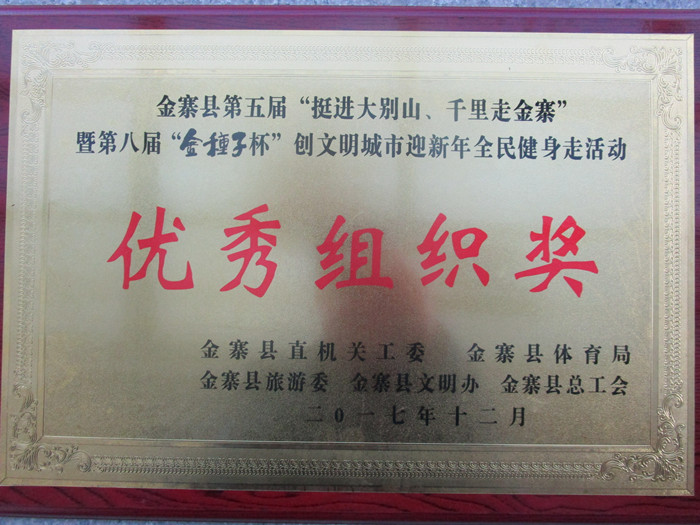 金寨县第五届“挺进大别山、千里走金寨”
暨第八届“金種子杯”创文明城市迎新年全民健身走活动
优秀组织奖
金寨县直机关工委 金寨县体育局
金寨县旅游委 金寨县文明办 金寨县总工会
二〇一七年十二月